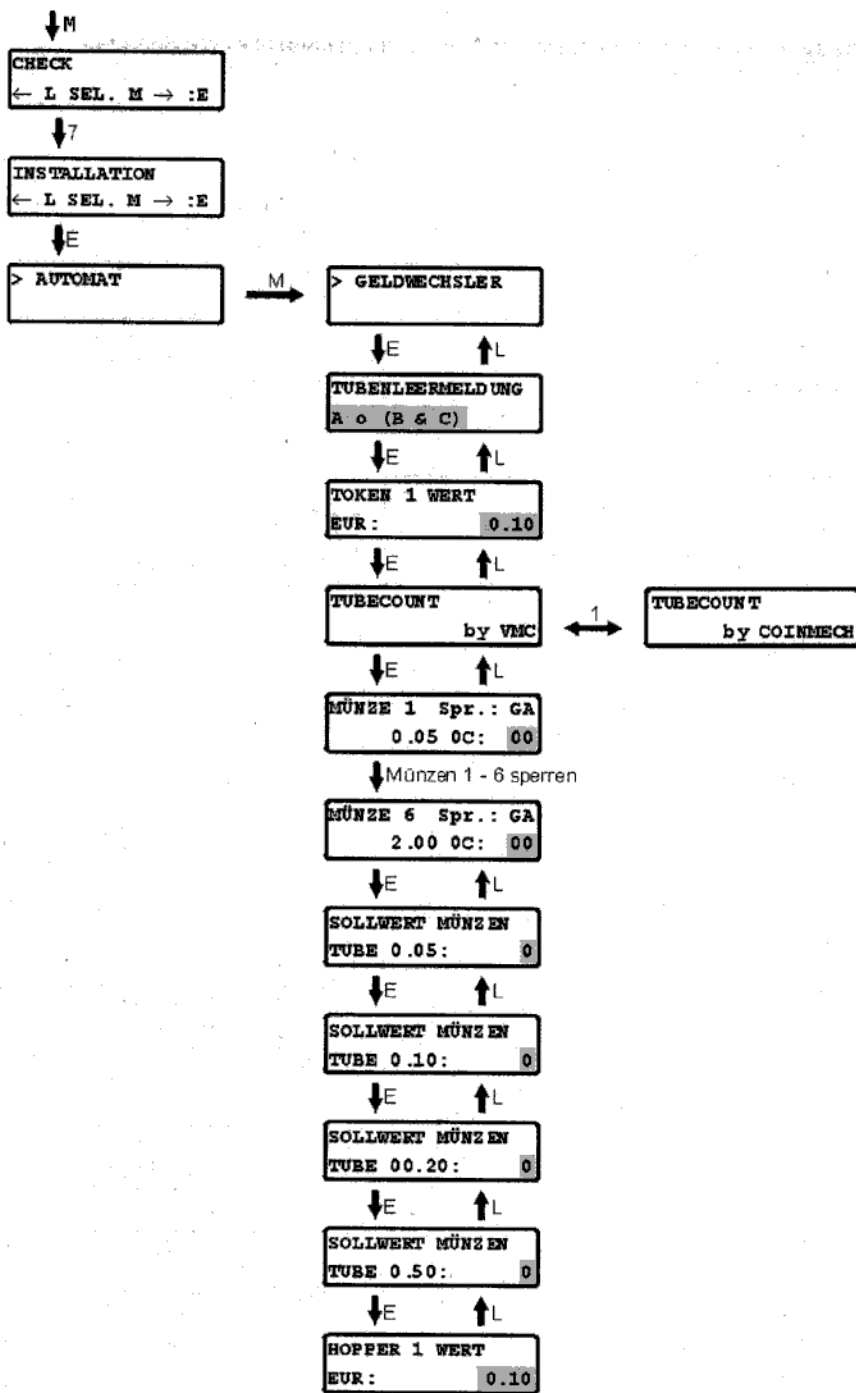 M
CHECK
← L SEL. M → :E
7
INSTALLATION
← L SEL. M → :E
E
> AUTOMAT
M
> GELDWECHSLER
E L
TUBENLEERMELDUNG
A o (B & C)
E L
TOKEN 1 WERT
EUR: 0.10
E L
TUBECOUNT
by VMC
1
TUBECOUNT
by COINMECH
E L
MÜNZE 1 Spr.: GA
0.05 0C: 00
Münzen 1 - 6 sperren
MÜNZE 6 Spr.: GA
2.00 0C: 00
E L
SOLLWERT MÜNZEN
TUBE 0.05: 0
E L
SOLLWERT MÜNZEN
TUBE 0.10: 0
E L
SOLLWERT MÜNZEN
TUBE 00.20: 0
E L
SOLLWERT MÜNZEN
TUBE 0.50: 0
E L
HOPPER 1 WERT
EUR: 0.10